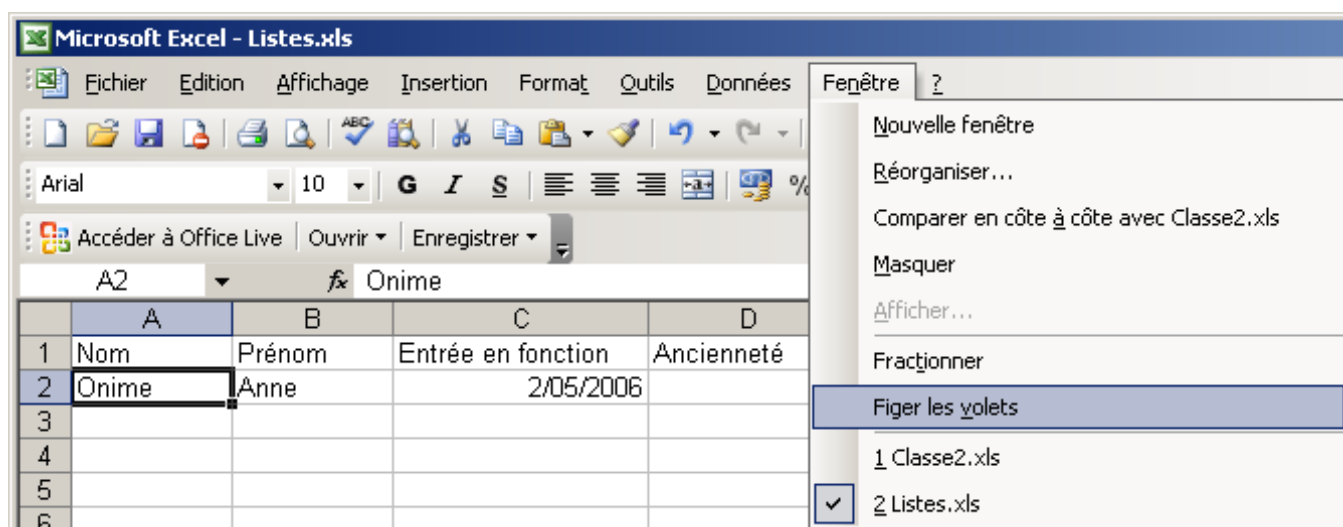 Microsoft Excel - Listes.xls
Fichier Edition Affichage Insertion Format Outils Données Fenêtre ?
ABC
Arial 10 G I S a %
Accéder à Office Live Ouvrir Enregistrer
A2 fx Onime
A B C D
1 Nom Prénom Entrée en fonction Ancienneté
2 Onime Anne 2/05/2006
3
4
5
6
Nouvelle fenêtre
Réorganiser...
Comparer en côte à côte avec Classe2.xls
Masquer
Afficher...
Fractionner
Figer les volets
1 Classe2.xls
2 Listes.xls